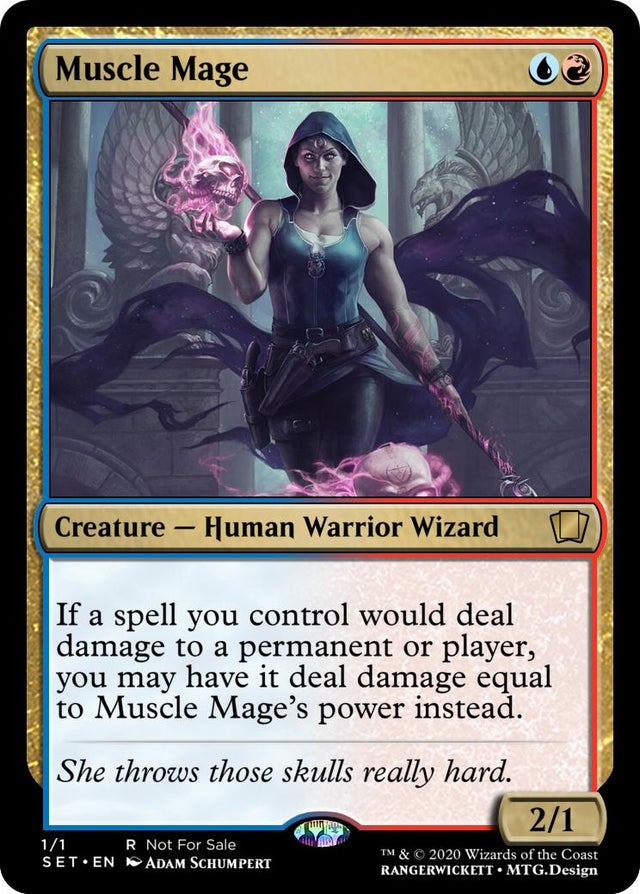 Muscle Mage
Creature — Human Warrior Wizard
If a spell you control would deal
damage to a permanent or player,
you may have it deal damage equal
to Muscle Mage's power instead.
She throws those skulls really hard.
2/1
1/1 R Not For Sale
SET • EN Adam Schumpert
™ & © 2020 Wizards of the Coast
RANGERWICKETT • MTG.Design